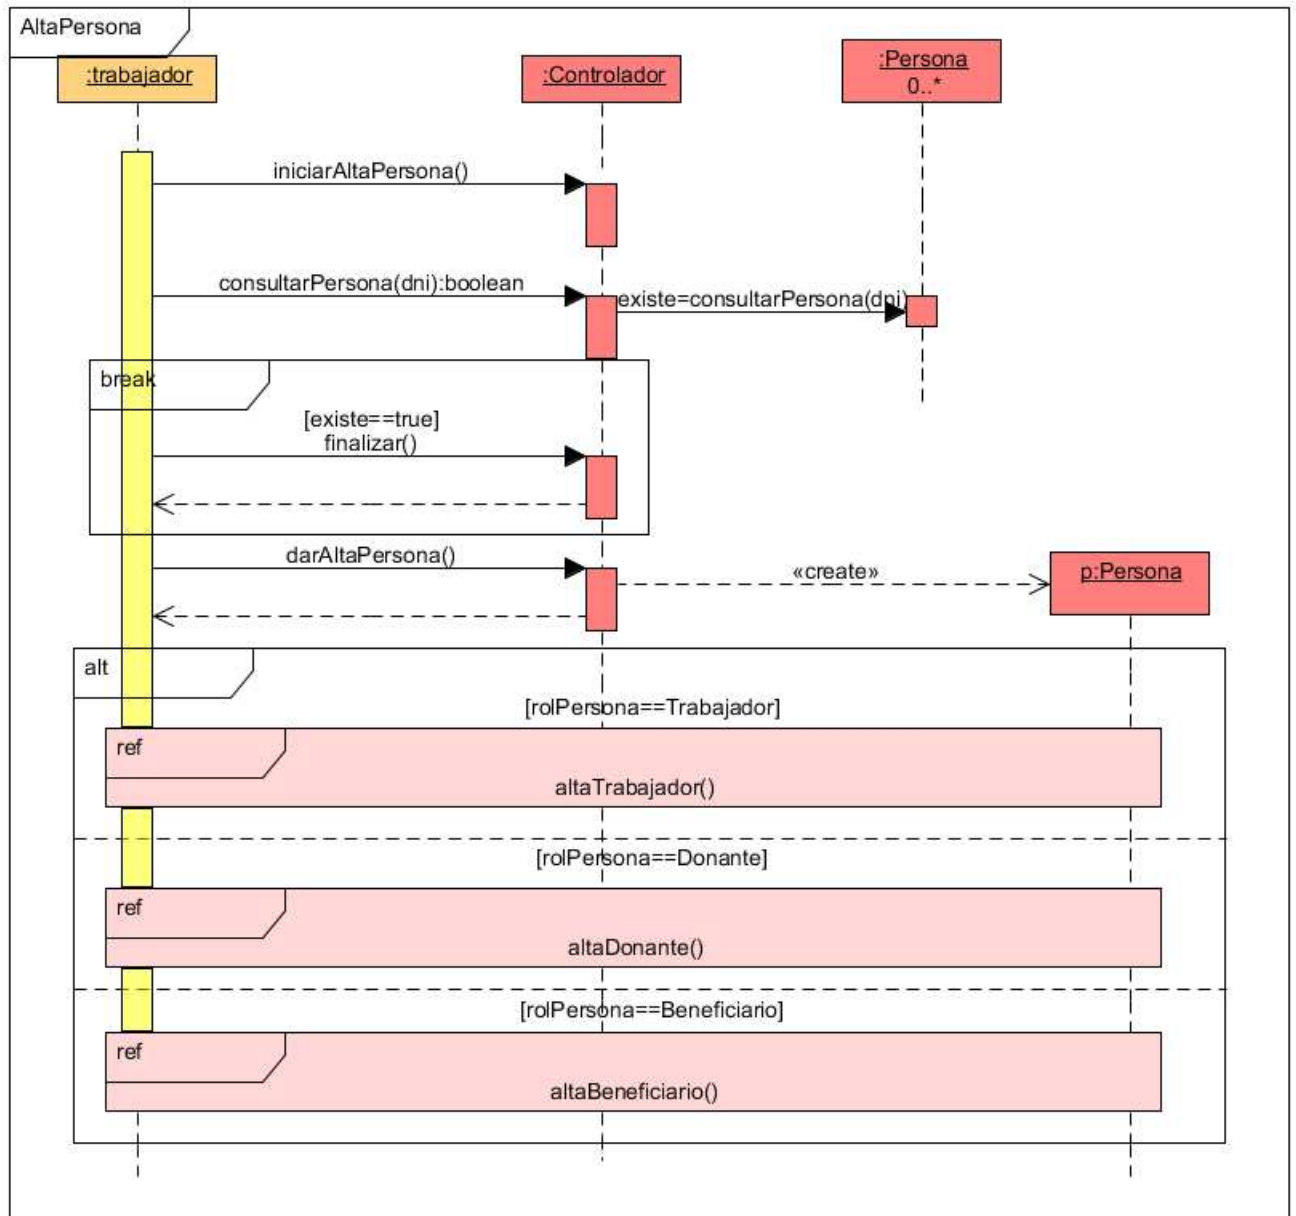 AltaPersona
:trabajador
:Controlador
:Persona
0..*
iniciarAltaPersona()
consultarPersona(dni):boolean
existe=consultarPersona(dni)
break
[existe==true]
finalizar()
darAltaPersona()
«create»
p:Persona
alt
[rolPersona==Trabajador]
ref
altaTrabajador()
[rolPersona==Donante]
ref
altaDonante()
[rolPersona==Beneficiario]
ref
altaBeneficiario()